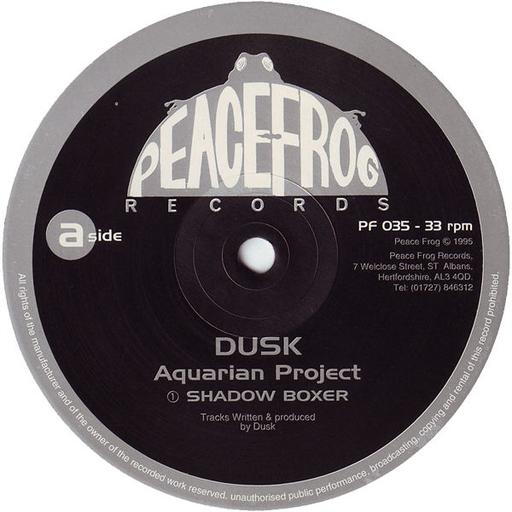 PEACEFROG
RECORDS
a side
PF 035 - 33 rpm
Peace Frog © 1995
Peace Frog Records,
7 Welclose Street, ST Albans,
Hertfordshire, AL3 4QD.
Tel: (01727) 846312
DUSK
Aquarian Project
① SHADOW BOXER
Tracks Written & produced
by Dusk
All rights of the manufacturer and of the owner of the recorded work reserved. unauthorised public performance, broadcasting, copying and rental of this record prohibited.